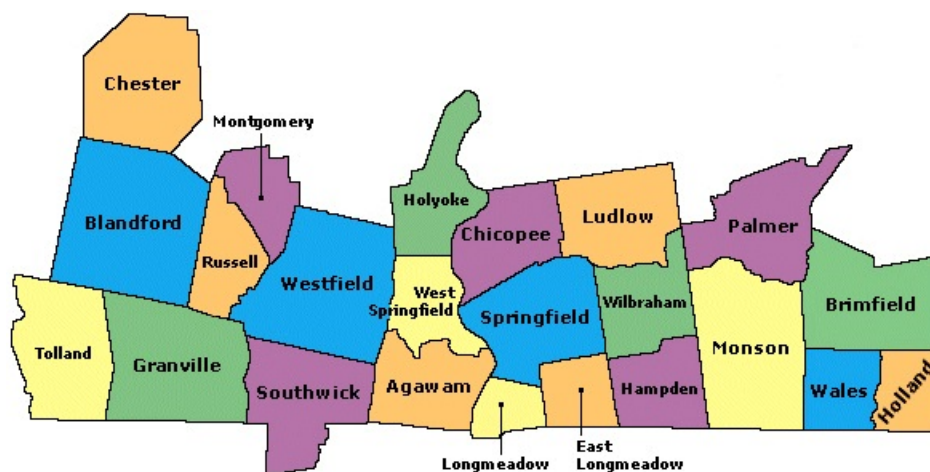 Chester
Montgomery
Blandford
Holyoke
Ludlow
Chicopee
Palmer
Russell
Westfield
West
Springfield
Springfield
Wilbraham
Brimfield
Tolland
Granville
Monson
Southwick
Agawam
Hampden
Wales
Holland
Longmeadow
East
Longmeadow